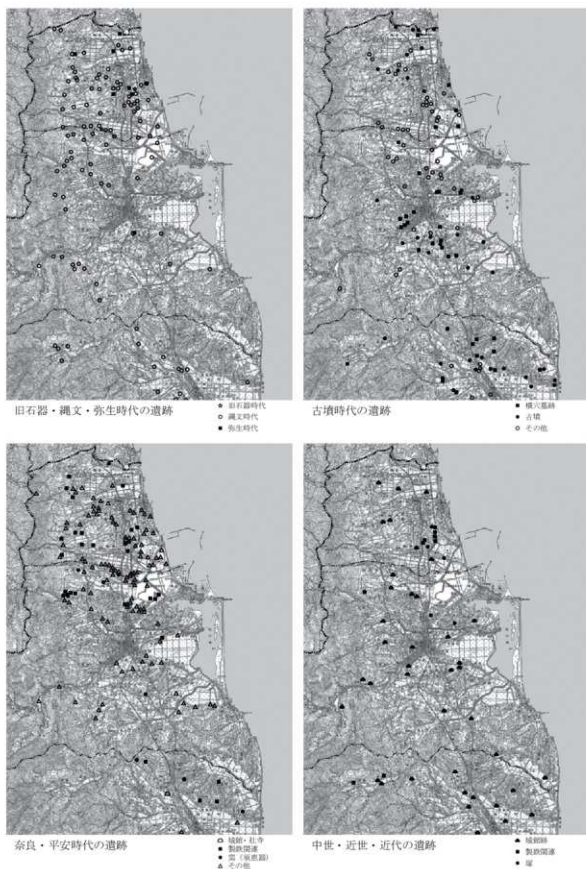 旧石器・縄文・弥生時代の遺跡
旧石器時代
縄文時代
弥生時代
古墳時代の遺跡
横穴墓跡
古墳
その他
奈良・平安時代の遺跡
城館・社寺
製鉄関連
窯（須恵器）
その他
中世・近世・近代の遺跡
城館跡
製鉄関連
塚